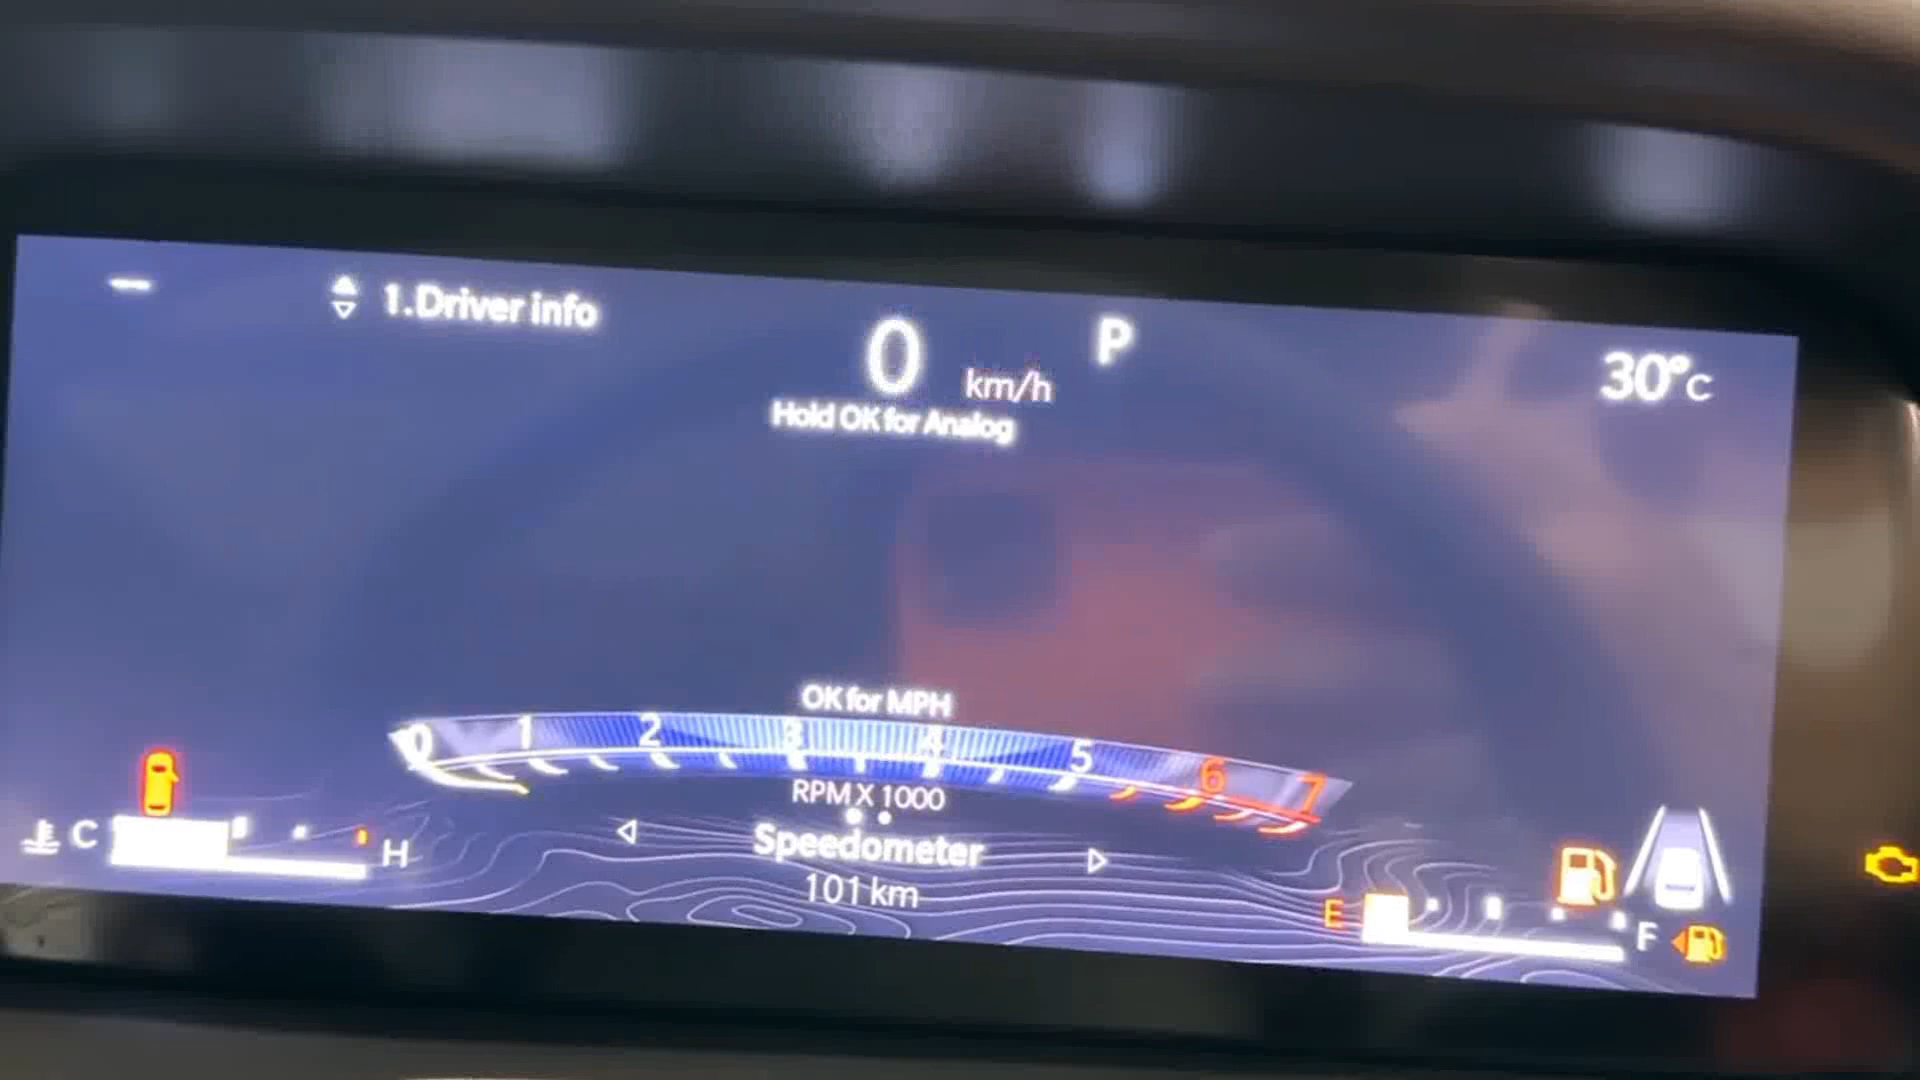 1.Driver info
0 km/h
P
30°C
Hold OK for Analog
OK for MPH
0 1 2 3 4 5 6 7
RPM X 1000
C H
Speedometer
101 km
E F